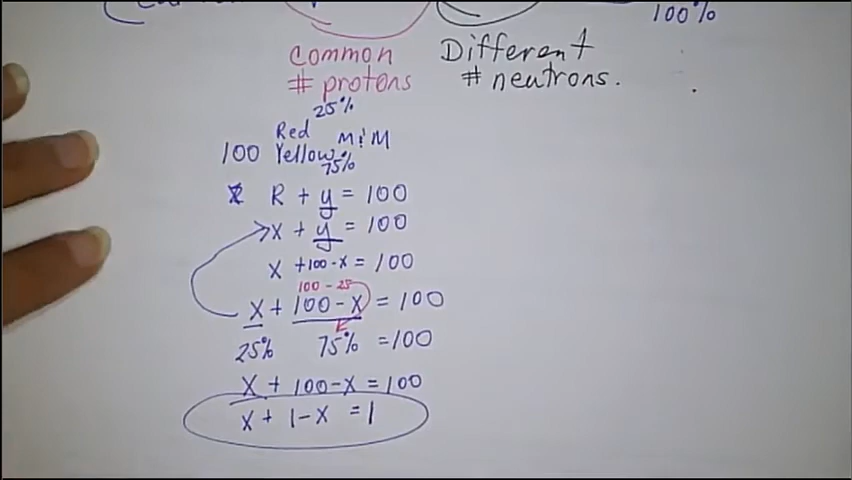 100%
Common Different
# protons # neutrons.
25%
Red M&M
100 Yellow
75%
R + y = 100
x + y = 100
x + 100 - x = 100
100 - 25
x + 100 - x = 100
25% 75% = 100
x + 100 - x = 100
x + 1 - x = 1